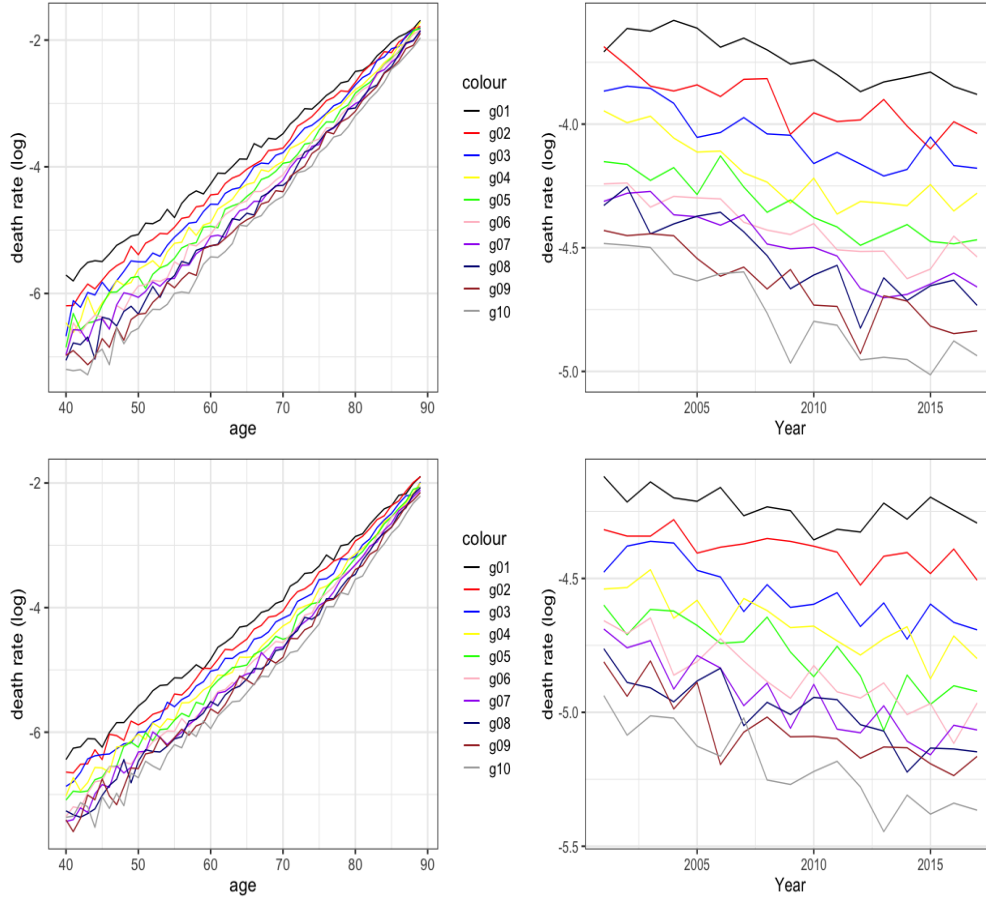 death rate (log)
-2
-4
-6
40
50
60
70
80
90
age
colour
g01
g02
g03
g04
g05
g06
g07
g08
g09
g10
death rate (log)
-4.0
-4.5
-5.0
2005
2010
2015
Year
death rate (log)
-2
-4
-6
40
50
60
70
80
90
age
colour
g01
g02
g03
g04
g05
g06
g07
g08
g09
g10
death rate (log)
-4.5
-5.0
-5.5
2005
2010
2015
Year